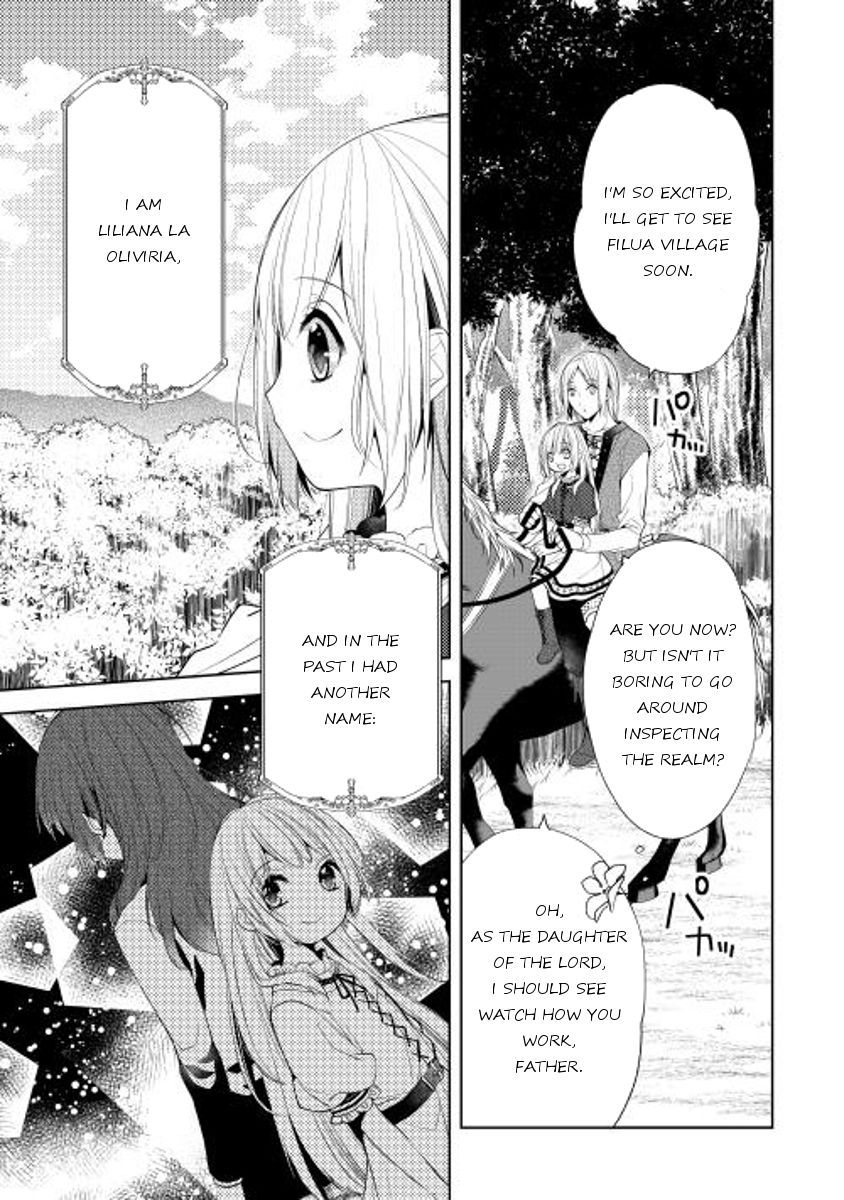 I'M SO EXCITED,
I'LL GET TO SEE
FILUA VILLAGE
SOON.
パカッ…
ARE YOU NOW?
BUT ISN'T IT
BORING TO GO
AROUND
INSPECTING
THE REALM?
パカッ
OH,
AS THE DAUGHTER
OF THE LORD,
I SHOULD SEE
WATCH HOW YOU
WORK,
FATHER.
I AM
LILIANA LA
OLIVIRIA,
AND IN THE
PAST I HAD
ANOTHER
NAME: